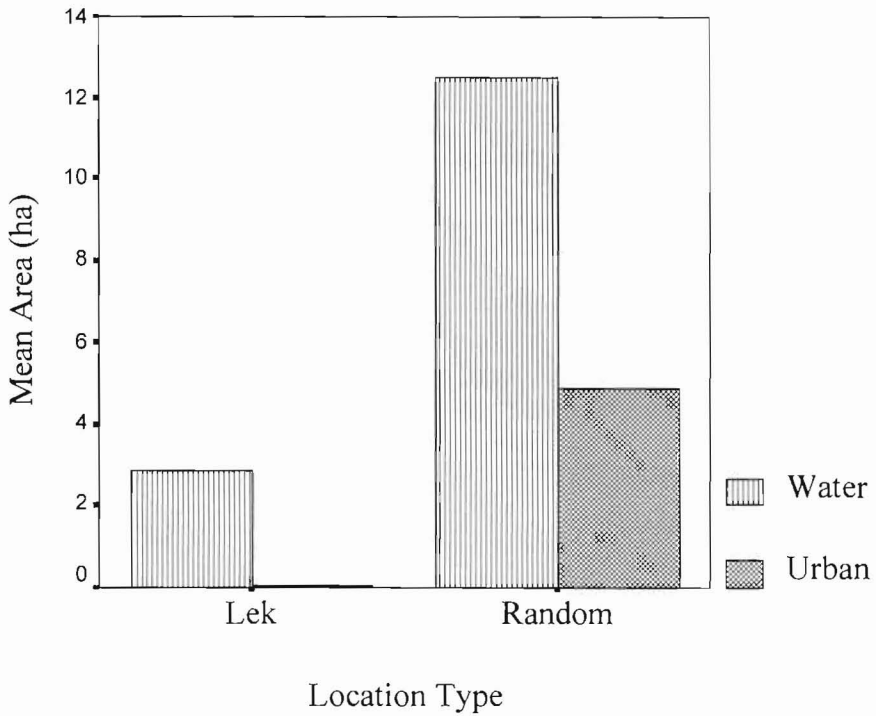 14
12
10
8
6
4
2
0
Mean Area (ha)
Lek
Random
Location Type
Water
Urban